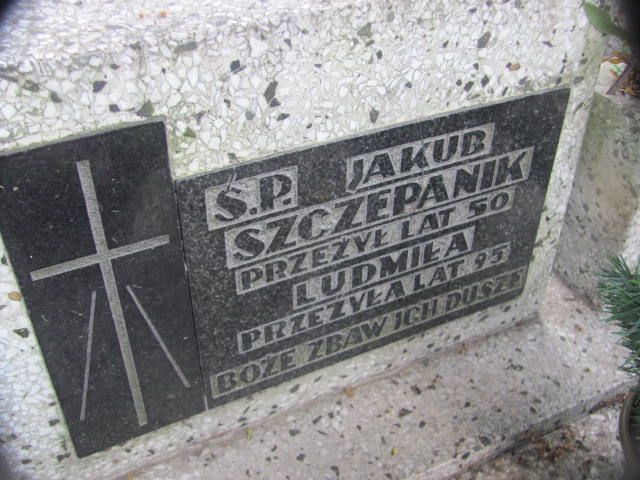 Ś.P. JAKUB
SZCZEPANIK
PRZEŻYŁ LAT 50
LUDMIŁA
PRZEŻYŁA LAT 95
BOŻE ZBAW ICH DUSZE